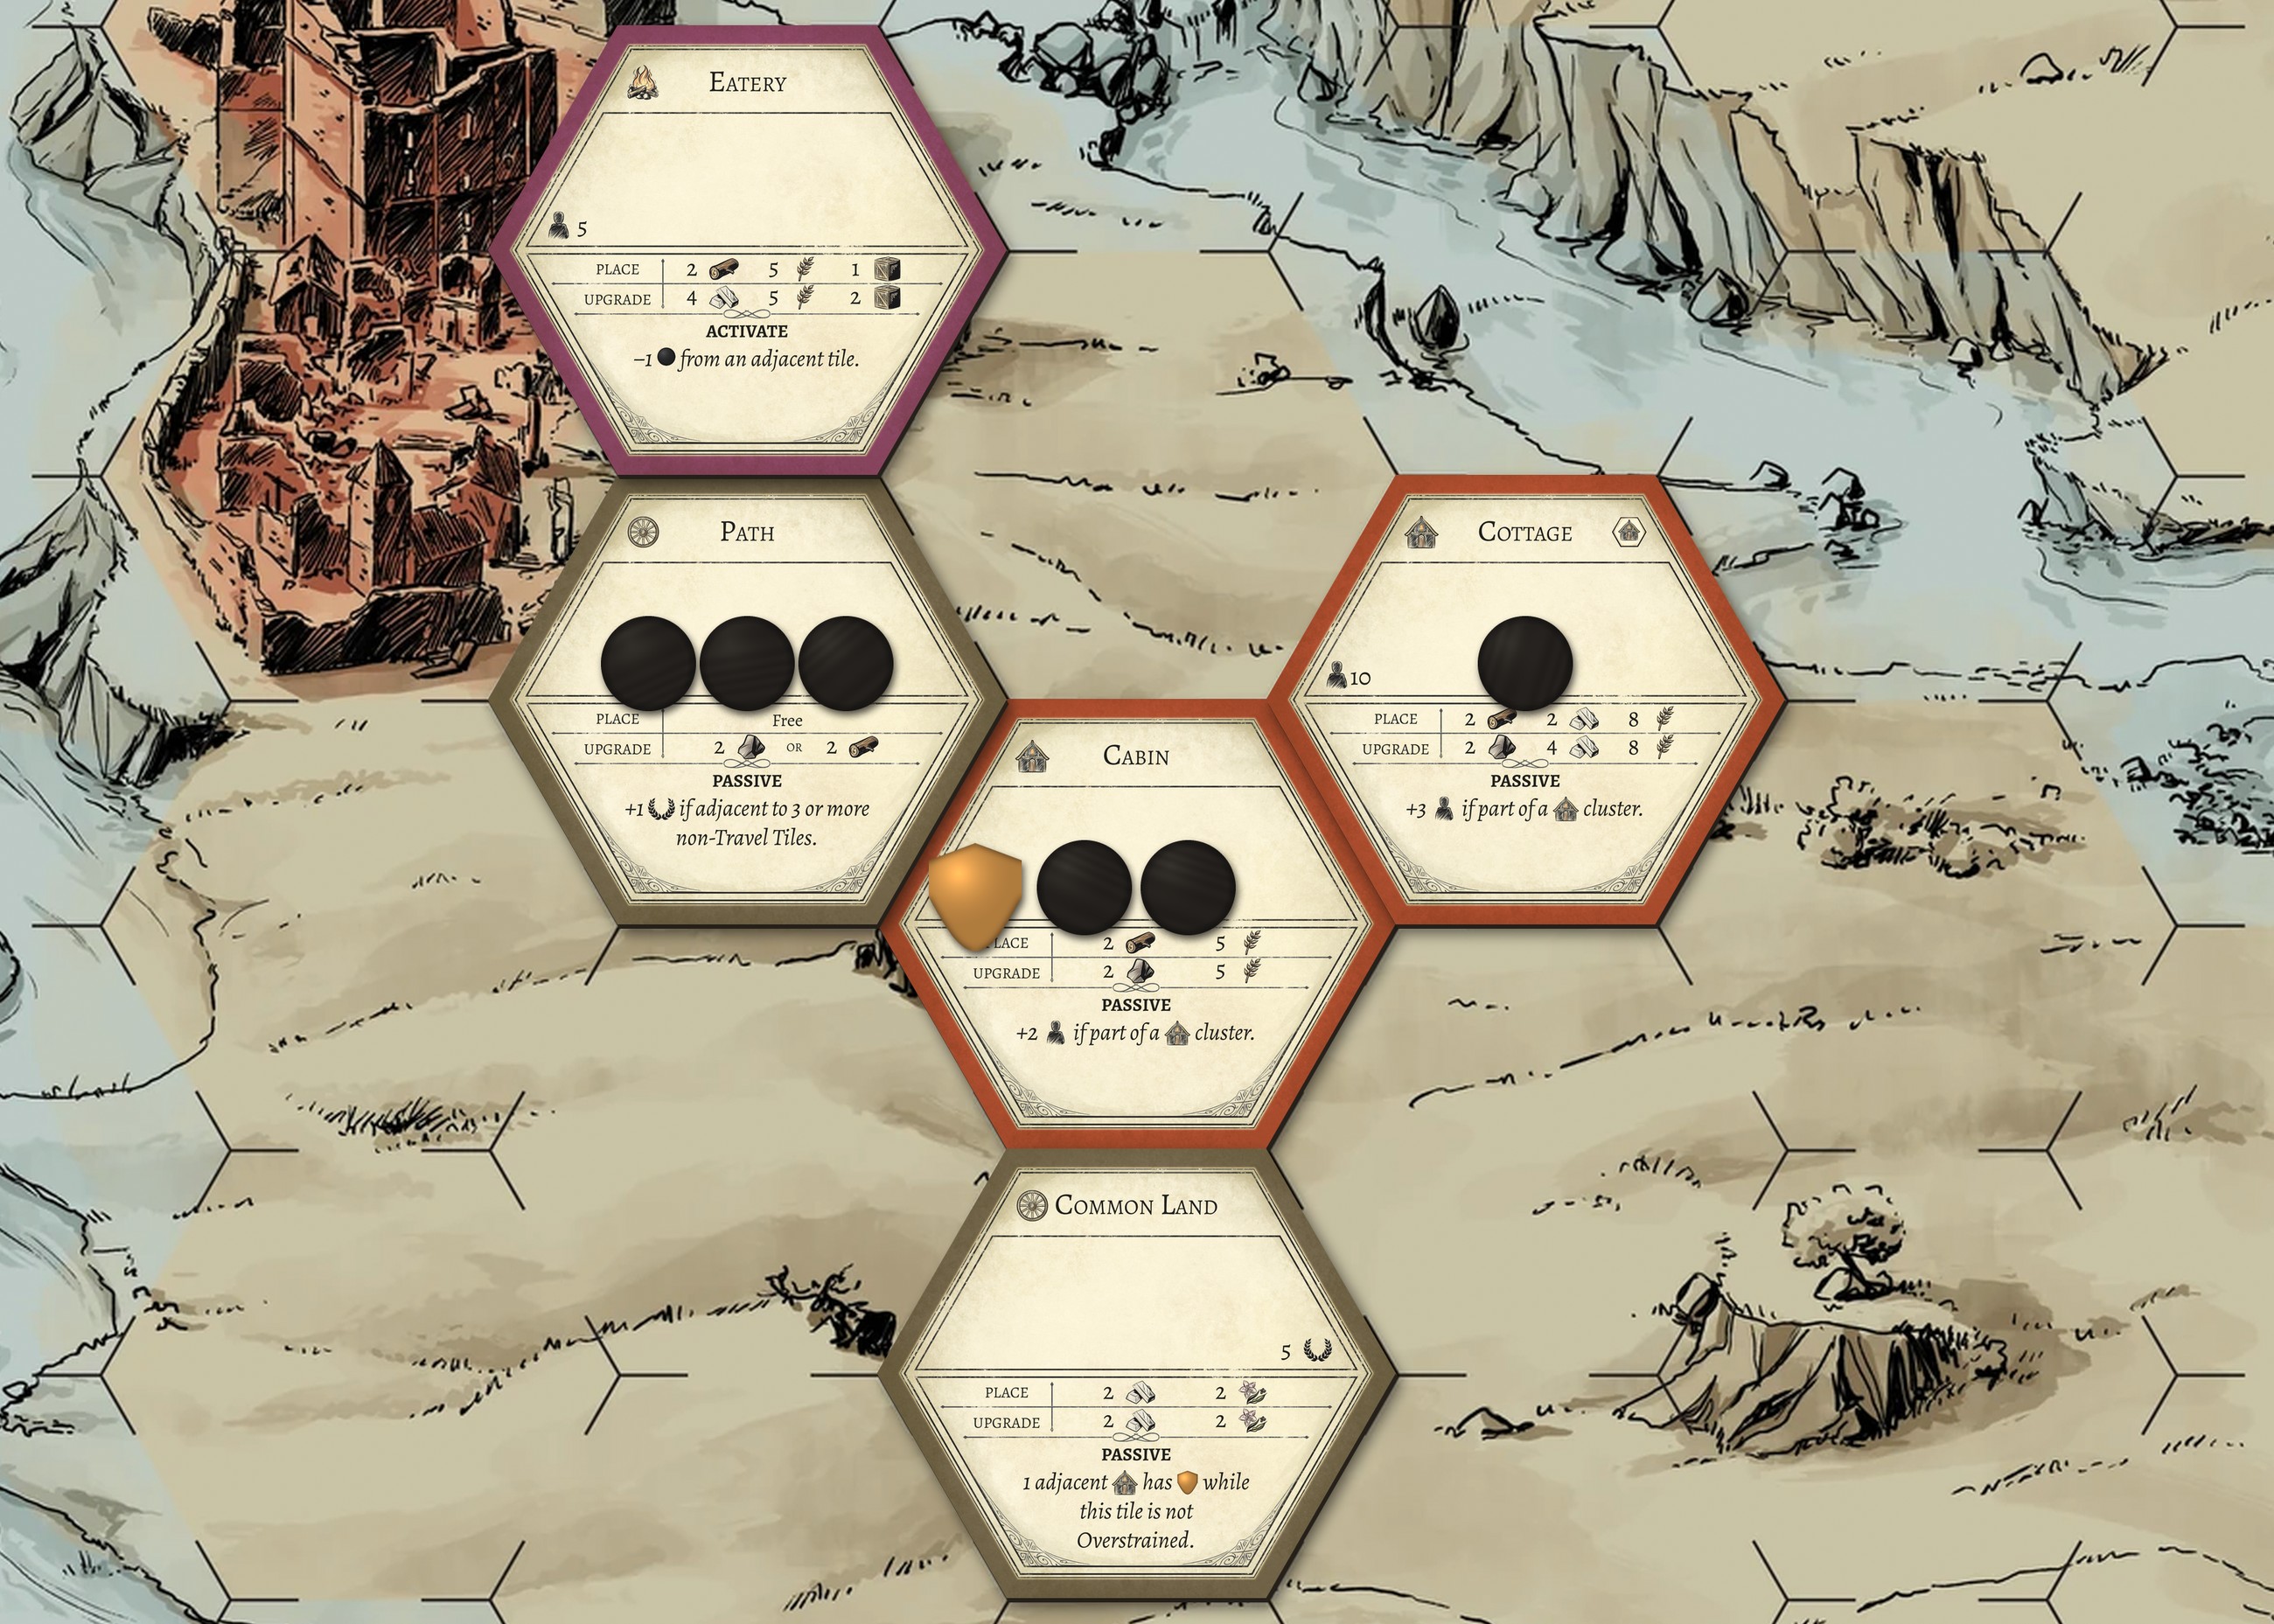 EATERY
5
PLACE 2 5 1
UPGRADE 4 5 2
ACTIVATE
–1 from an adjacent tile.
PATH
PLACE Free
UPGRADE 2 OR 2
PASSIVE
+1 if adjacent to 3 or more
non-Travel Tiles.
COTTAGE
10
PLACE 2 2 8
UPGRADE 2 4 8
PASSIVE
+3 if part of a cluster.
CABIN
LACE 2 5
UPGRADE 2 5
PASSIVE
+2 if part of a cluster.
COMMON LAND
5
PLACE 2 2
UPGRADE 2 2
PASSIVE
1 adjacent has while
this tile is not
Overstrained.